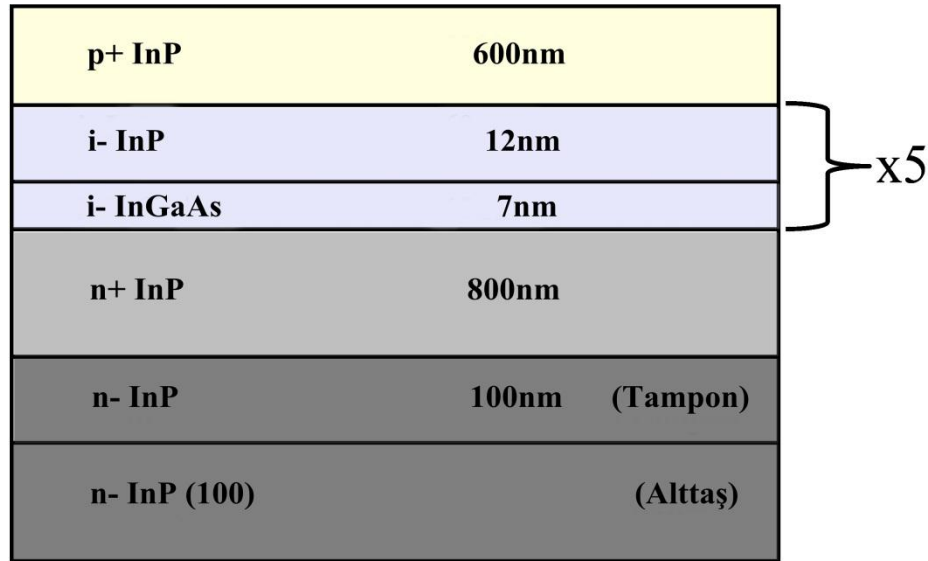 p+ InP 600nm
i- InP 12nm
x5
i- InGaAs 7nm
n+ InP 800nm
n- InP 100nm (Tampon)
n- InP (100) (Alttaş)